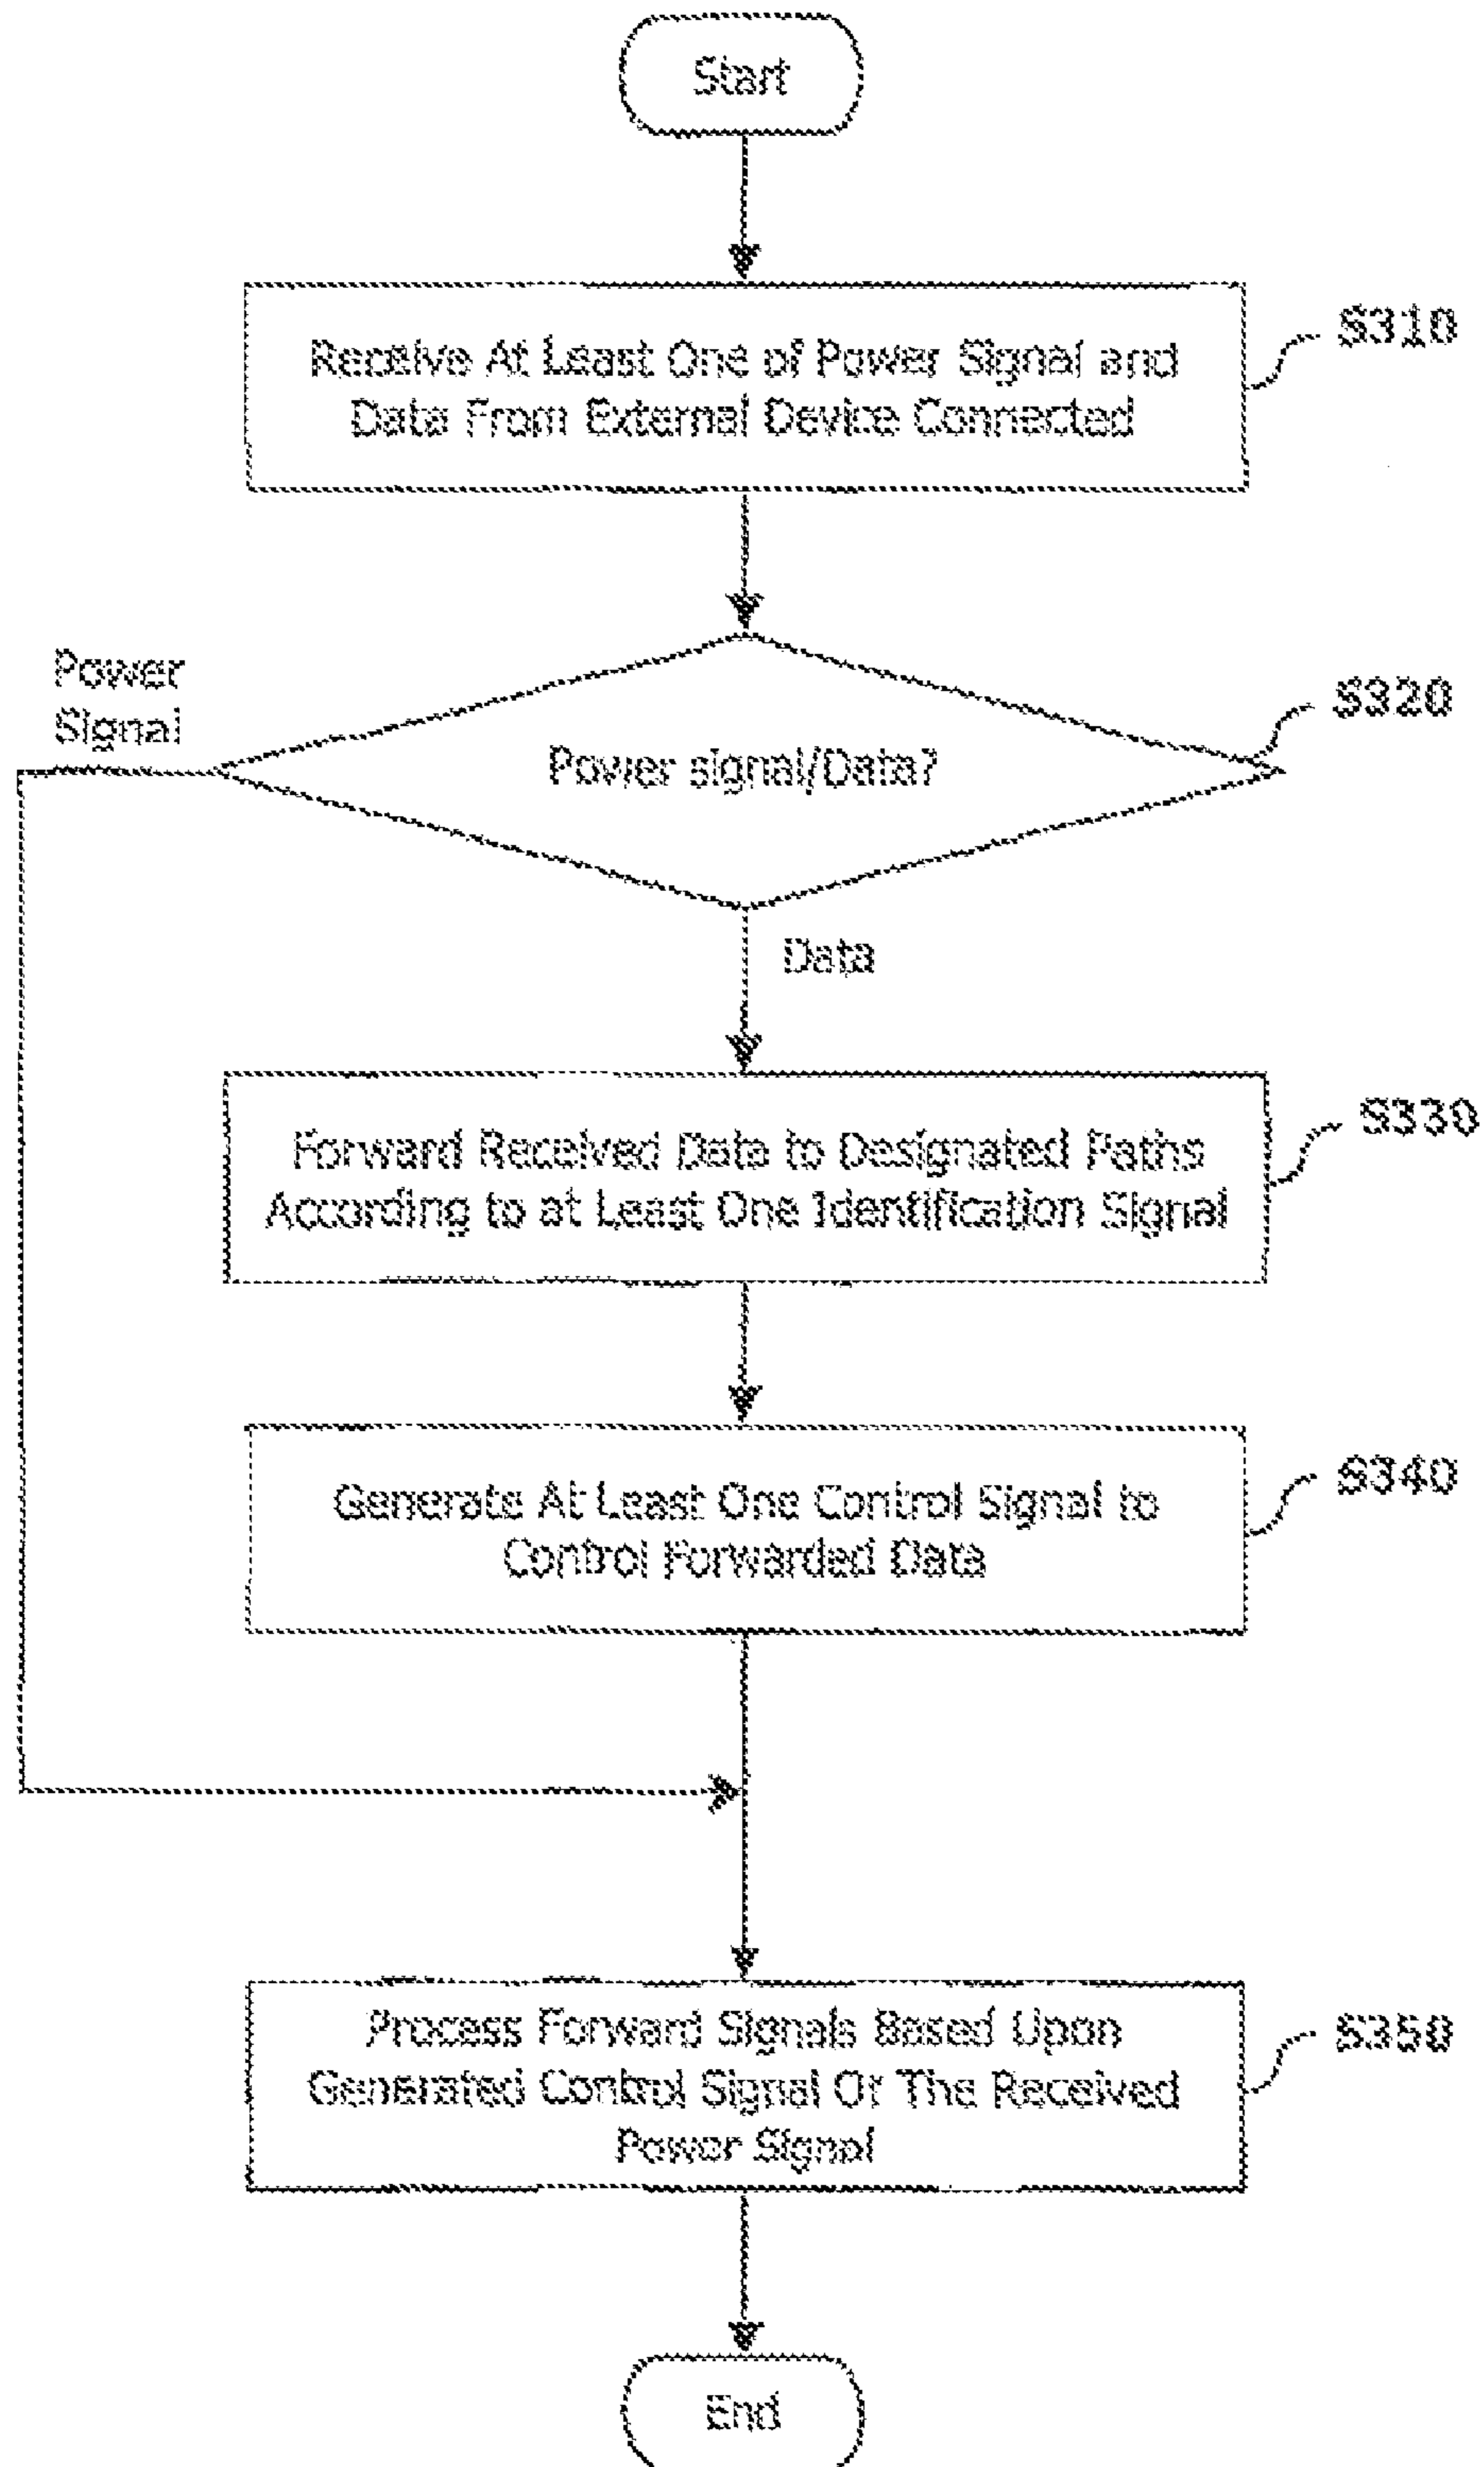 Start
Receive At Least One of Power Signal and
Data From External Device Connected
S310
Power
Signal
Power signal/Data?
S320
Data
Forward Received Data to Designated Paths
According to at Least One Identification Signal
S330
Generate At Least One Control Signal to
Control Forwarded Data
S340
Process Forward Signals Based Upon
Generated Control Signal Or The Received
Power Signal
S350
End